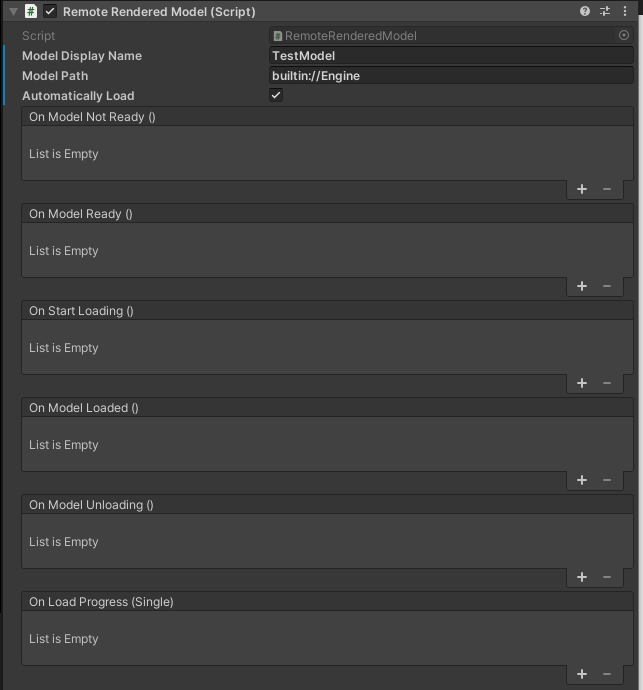 Remote Rendered Model (Script)
Script RemoteRenderedModel
Model Display Name TestModel
Model Path builtin://Engine
Automatically Load
On Model Not Ready ()
List is Empty
+ −
On Model Ready ()
List is Empty
+ −
On Start Loading ()
List is Empty
+ −
On Model Loaded ()
List is Empty
+ −
On Model Unloading ()
List is Empty
+ −
On Load Progress (Single)
List is Empty
+ −